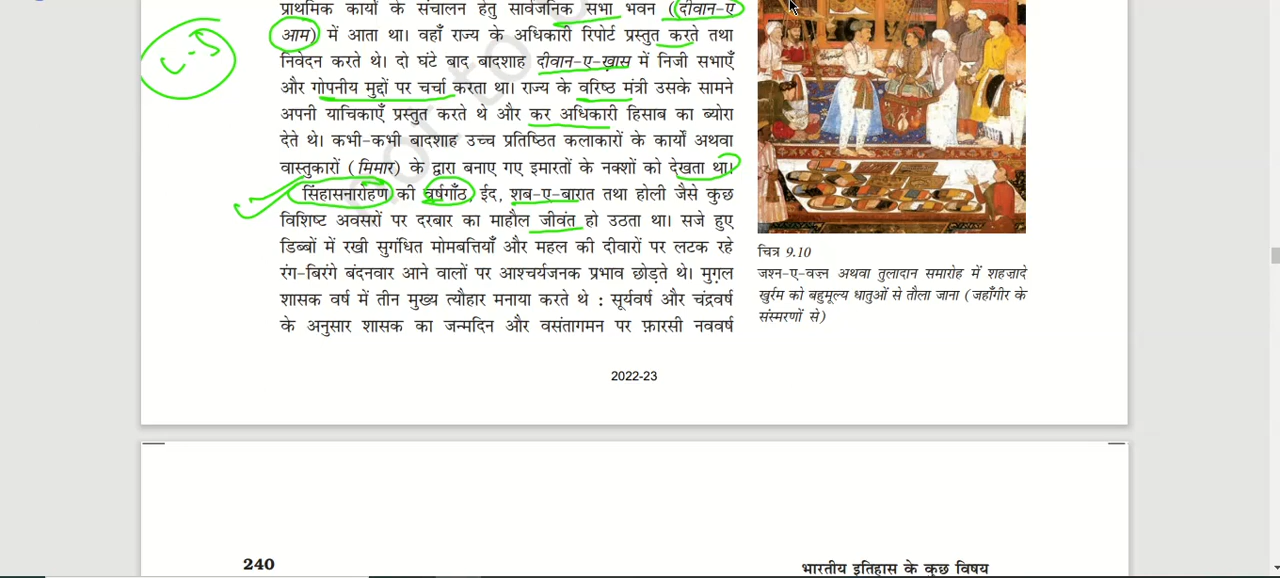 प्राथमिक कार्यों के संचालन हेतु सार्वजनिक सभा भवन (दीवान-ए
आम) में आता था। वहाँ राज्य के अधिकारी रिपोर्ट प्रस्तुत करते तथा
निवेदन करते थे। दो घंटे बाद बादशाह दीवान-ए-ख़ास में निजी सभाएँ
और गोपनीय मुद्दों पर चर्चा करता था। राज्य के वरिष्ठ मंत्री उसके सामने
अपनी याचिकाएँ प्रस्तुत करते थे और कर अधिकारी हिसाब का ब्योरा
देते थे। कभी-कभी बादशाह उच्च प्रतिष्ठित कलाकारों के कार्यों अथवा
वास्तुकारों (मिमार) के द्वारा बनाए गए इमारतों के नक्शों को देखता था।
सिंहासनारोहण की वर्षगाँठ, ईद, शब-ए-बारात तथा होली जैसे कुछ
विशिष्ट अवसरों पर दरबार का माहौल जीवंत हो उठता था। सजे हुए
डिब्बों में रखी सुगंधित मोमबत्तियाँ और महल की दीवारों पर लटक रहे
रंग-बिरंगे बंदनवार आने वालों पर आश्चर्यजनक प्रभाव छोड़ते थे। मुग़ल
शासक वर्ष में तीन मुख्य त्यौहार मनाया करते थे : सूर्यवर्ष और चंद्रवर्ष
के अनुसार शासक का जन्मदिन और वसंतागमन पर फ़ारसी नववर्ष
चित्र 9.10
जश्न-ए-वज़्न अथवा तुलादान समारोह में शहज़ादे
खुर्रम को बहुमूल्य धातुओं से तौला जाना (जहाँगीर के
संस्मरणों से)
2022-23
240
भारतीय इतिहास के कुछ विषय